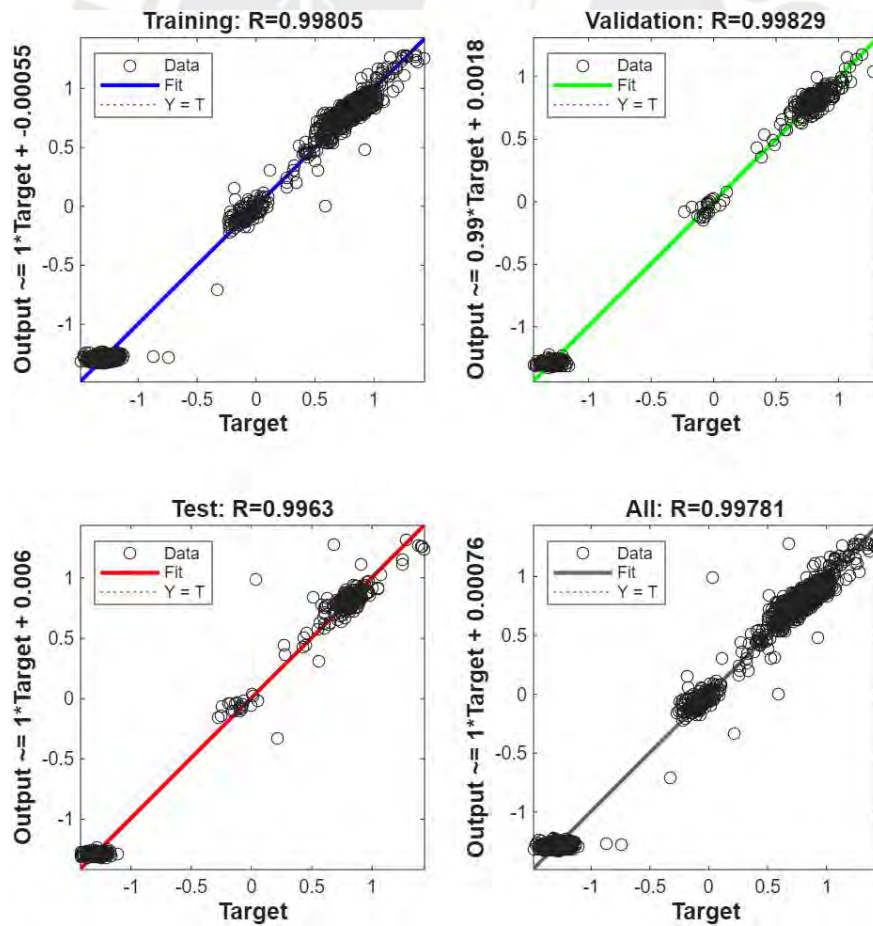 Training: R=0.99805
Output ~= 1*Target + -0.00055
Data
Fit
Y = T
1
0.5
0
-0.5
-1
-1
-0.5
0
0.5
1
Target
Validation: R=0.99829
Output ~= 0.99*Target + 0.0018
Data
Fit
Y = T
1
0.5
0
-0.5
-1
-1
-0.5
0
0.5
1
Target
Test: R=0.9963
Output ~= 1*Target + 0.006
Data
Fit
Y = T
1
0.5
0
-0.5
-1
-1
-0.5
0
0.5
1
Target
All: R=0.99781
Output ~= 1*Target + 0.00076
Data
Fit
Y = T
1
0.5
0
-0.5
-1
-1
-0.5
0
0.5
1
Target